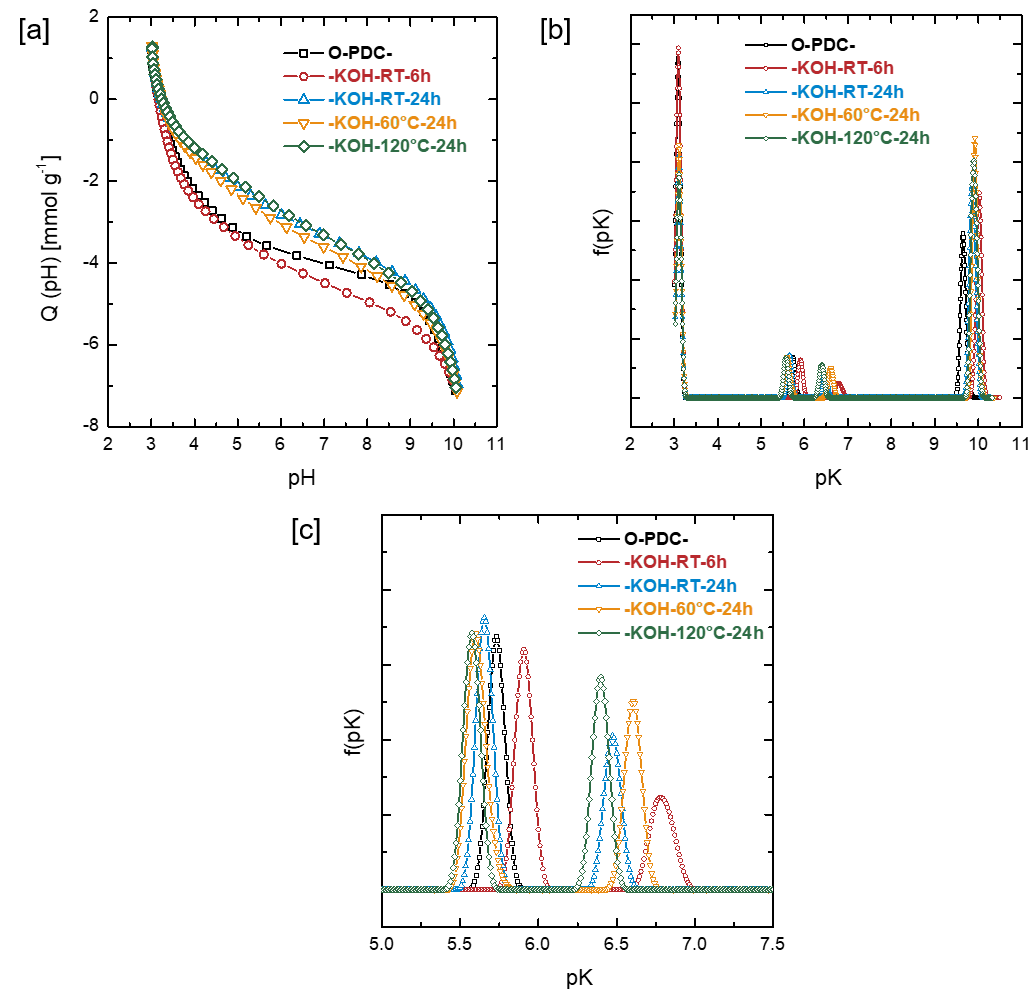 [a]
2
0
-2
-4
-6
-8
Q (pH) [mmol g-1]
O-PDC-
-KOH-RT-6h
-KOH-RT-24h
-KOH-60°C-24h
-KOH-120°C-24h
2 3 4 5 6 7 8 9 10 11
pH
[b]
f(pK)
O-PDC-
-KOH-RT-6h
-KOH-RT-24h
-KOH-60°C-24h
-KOH-120°C-24h
2 3 4 5 6 7 8 9 10 11
pK
[c]
f(pK)
O-PDC-
-KOH-RT-6h
-KOH-RT-24h
-KOH-60°C-24h
-KOH-120°C-24h
5.0 5.5 6.0 6.5 7.0 7.5
pK